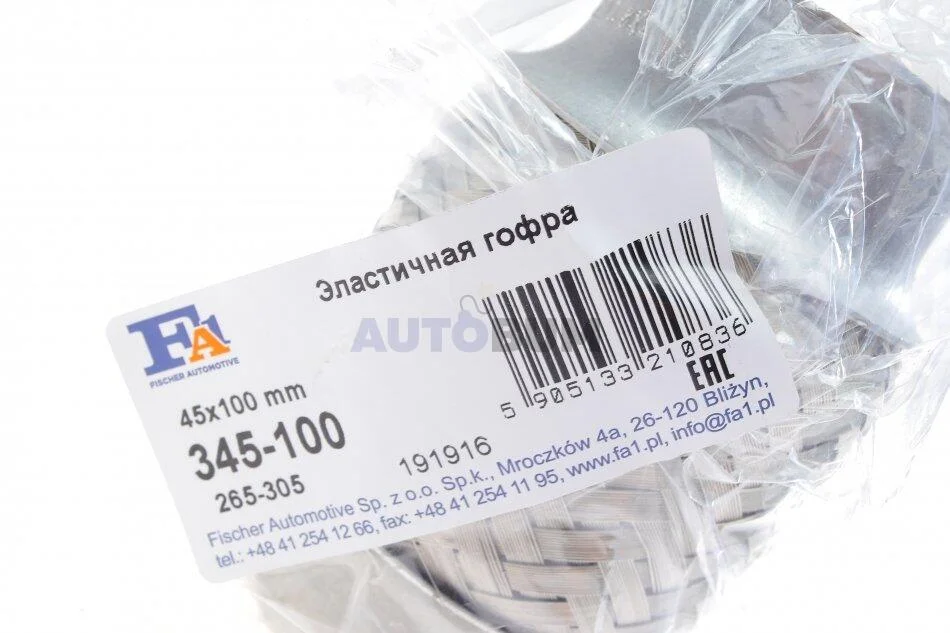 Эластичная гофра
FA1
FISCHER AUTOMOTIVE
45x100 mm
345-100
265-305
191916
5 905133 210836
EAC
Fischer Automotive Sp. z o.o. Sp.k., Mroczków 4a, 26-120 Bliżyn,
tel.: +48 41 254 12 66, fax: +48 41 254 11 95, www.fa1.pl, info@fa1.pl